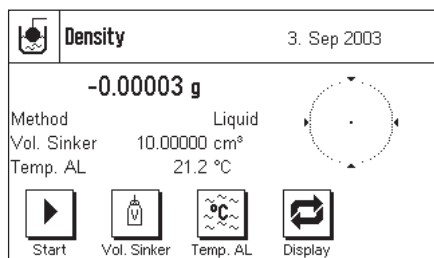 Density 3. Sep 2003
-0.00003 g
Method Liquid
Vol. Sinker 10.00000 cm³
Temp. AL 21.2 °C
V °C
Start Vol. Sinker Temp. AL Display